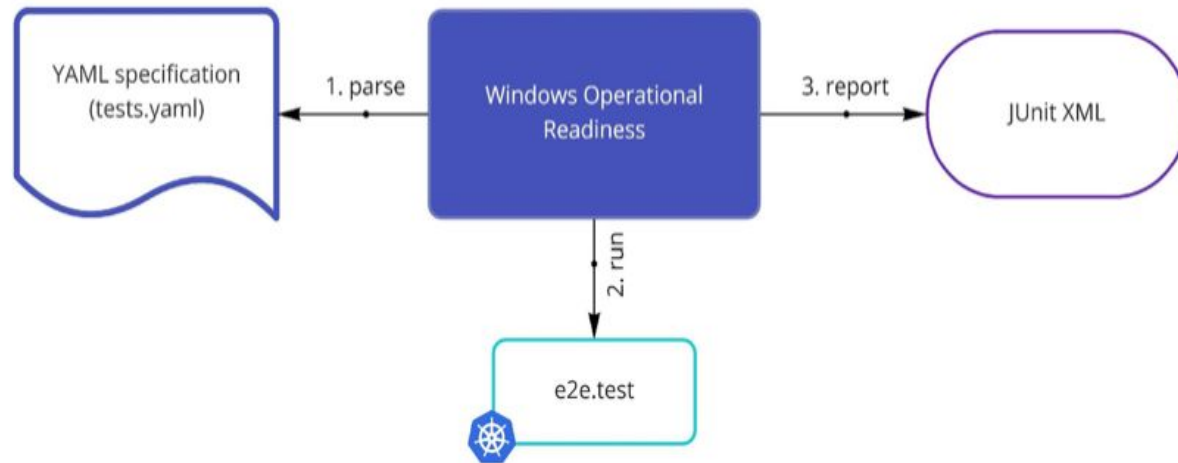 YAML specification
(tests.yaml)
1. parse
Windows Operational
Readiness
3. report
JUnit XML
2. run
e2e.test